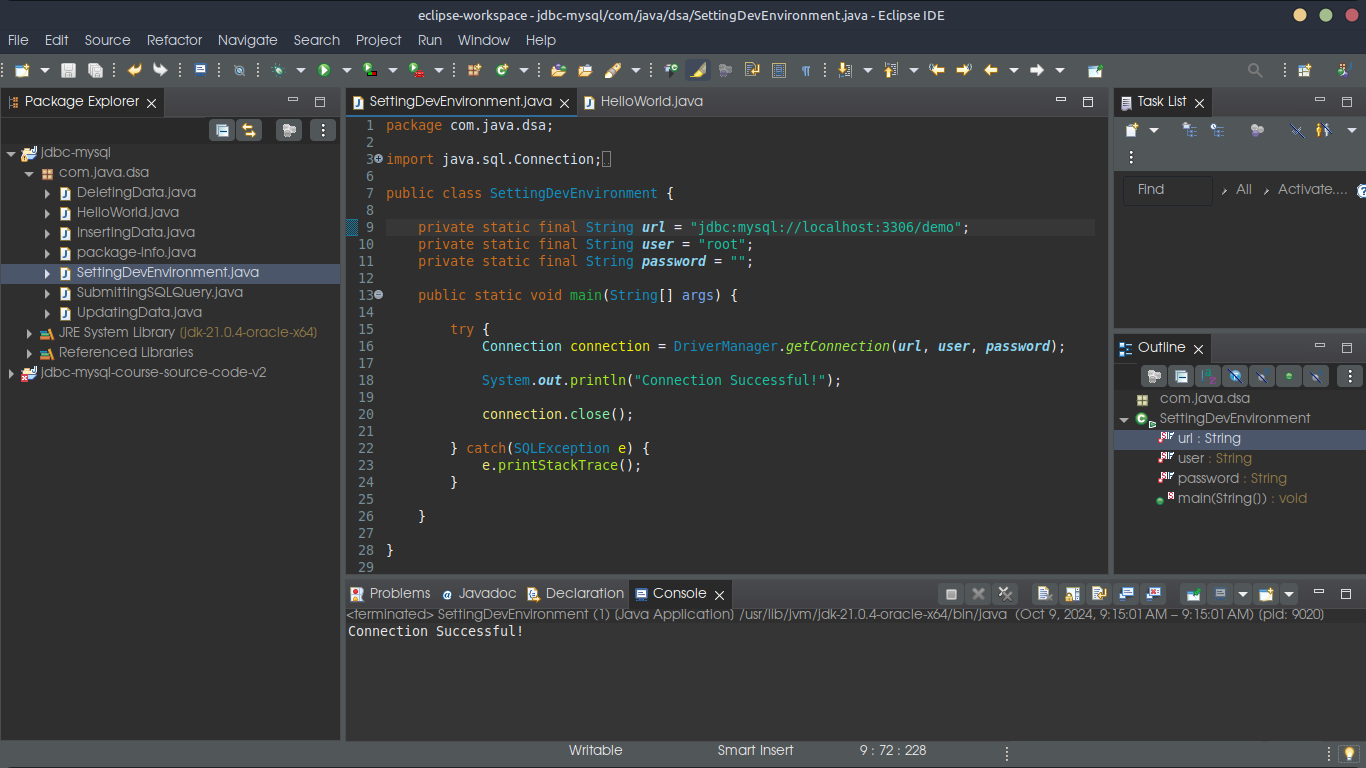 eclipse-workspace - jdbc-mysql/com/java/dsa/SettingDevEnvironment.java - Eclipse IDE
File Edit Source Refactor Navigate Search Project Run Window Help
Package Explorer
jdbc-mysql
com.java.dsa
DeletingData.java
HelloWorld.java
InsertingData.java
package-info.java
SettingDevEnvironment.java
SubmittingSQLQuery.java
UpdatingData.java
JRE System Library [jdk-21.0.4-oracle-x64]
Referenced Libraries
jdbc-mysql-course-source-code-v2
SettingDevEnvironment.java HelloWorld.java
1 package com.java.dsa;
2
3 import java.sql.Connection;
6
7 public class SettingDevEnvironment {
8
9 private static final String url = "jdbc:mysql://localhost:3306/demo";
10 private static final String user = "root";
11 private static final String password = "";
12
13 public static void main(String[] args) {
14
15 try {
16 Connection connection = DriverManager.getConnection(url, user, password);
17
18 System.out.println("Connection Successful!");
19
20 connection.close();
21
22 } catch(SQLException e) {
23 e.printStackTrace();
24 }
25
26 }
27
28 }
29
Task List
Find All Activate....
Outline
com.java.dsa
SettingDevEnvironment
url : String
user : String
password : String
main(String[]) : void
Problems Javadoc Declaration Console
<terminated> SettingDevEnvironment (1) [Java Application] /usr/lib/jvm/jdk-21.0.4-oracle-x64/bin/java (Oct 9, 2024, 9:15:01 AM – 9:15:01 AM) [pid: 9020]
Connection Successful!
Writable Smart Insert 9 : 72 : 228